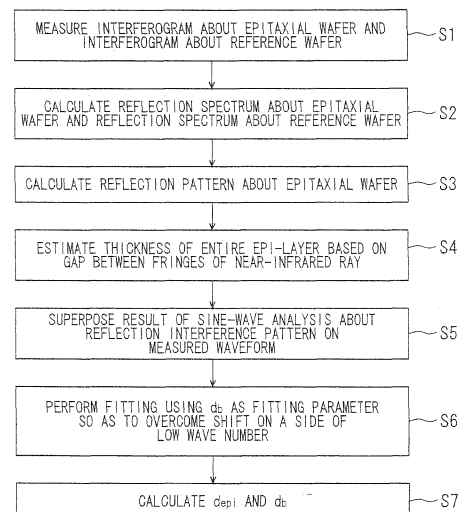 MEASURE INTERFEROGRAM ABOUT EPITAXIAL WAFER AND
INTERFEROGRAM ABOUT REFERENCE WAFER
S1
CALCULATE REFLECTION SPECTRUM ABOUT EPITAXIAL
WAFER AND REFLECTION SPECTRUM ABOUT REFERENCE WAFER
S2
CALCULATE REFLECTION PATTERN ABOUT EPITAXIAL WAFER
S3
ESTIMATE THICKNESS OF ENTIRE EPI-LAYER BASED ON
GAP BETWEEN FRINGES OF NEAR-INFRARED RAY
S4
SUPERPOSE RESULT OF SINE-WAVE ANALYSIS ABOUT
REFLECTION INTERFERENCE PATTERN ON
MEASURED WAVEFORM
S5
PERFORM FITTING USING db AS FITTING PARAMETER
SO AS TO OVERCOME SHIFT ON A SIDE OF
LOW WAVE NUMBER
S6
CALCULATE depi AND db
S7